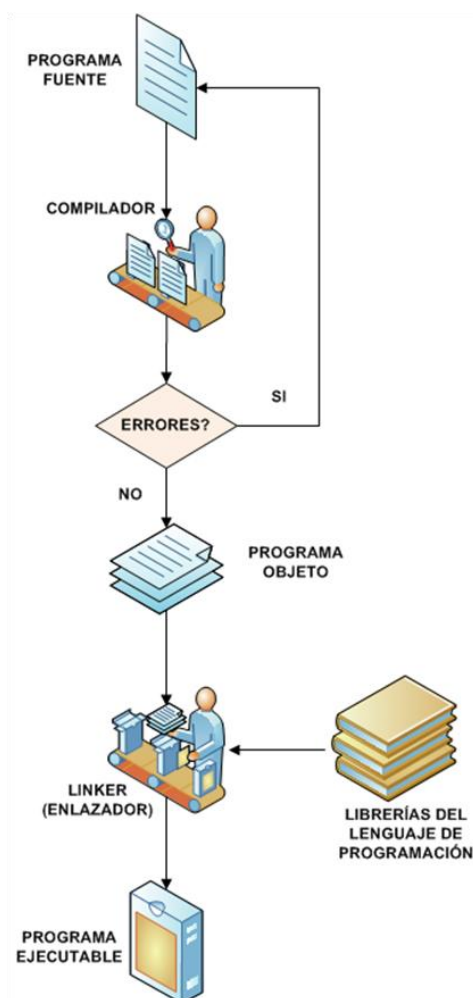 PROGRAMA
FUENTE
COMPILADOR
ERRORES?
SI
NO
PROGRAMA
OBJETO
LINKER
(ENLAZADOR)
LIBRERÍAS DEL
LENGUAJE DE
PROGRAMACIÓN
PROGRAMA
EJECUTABLE